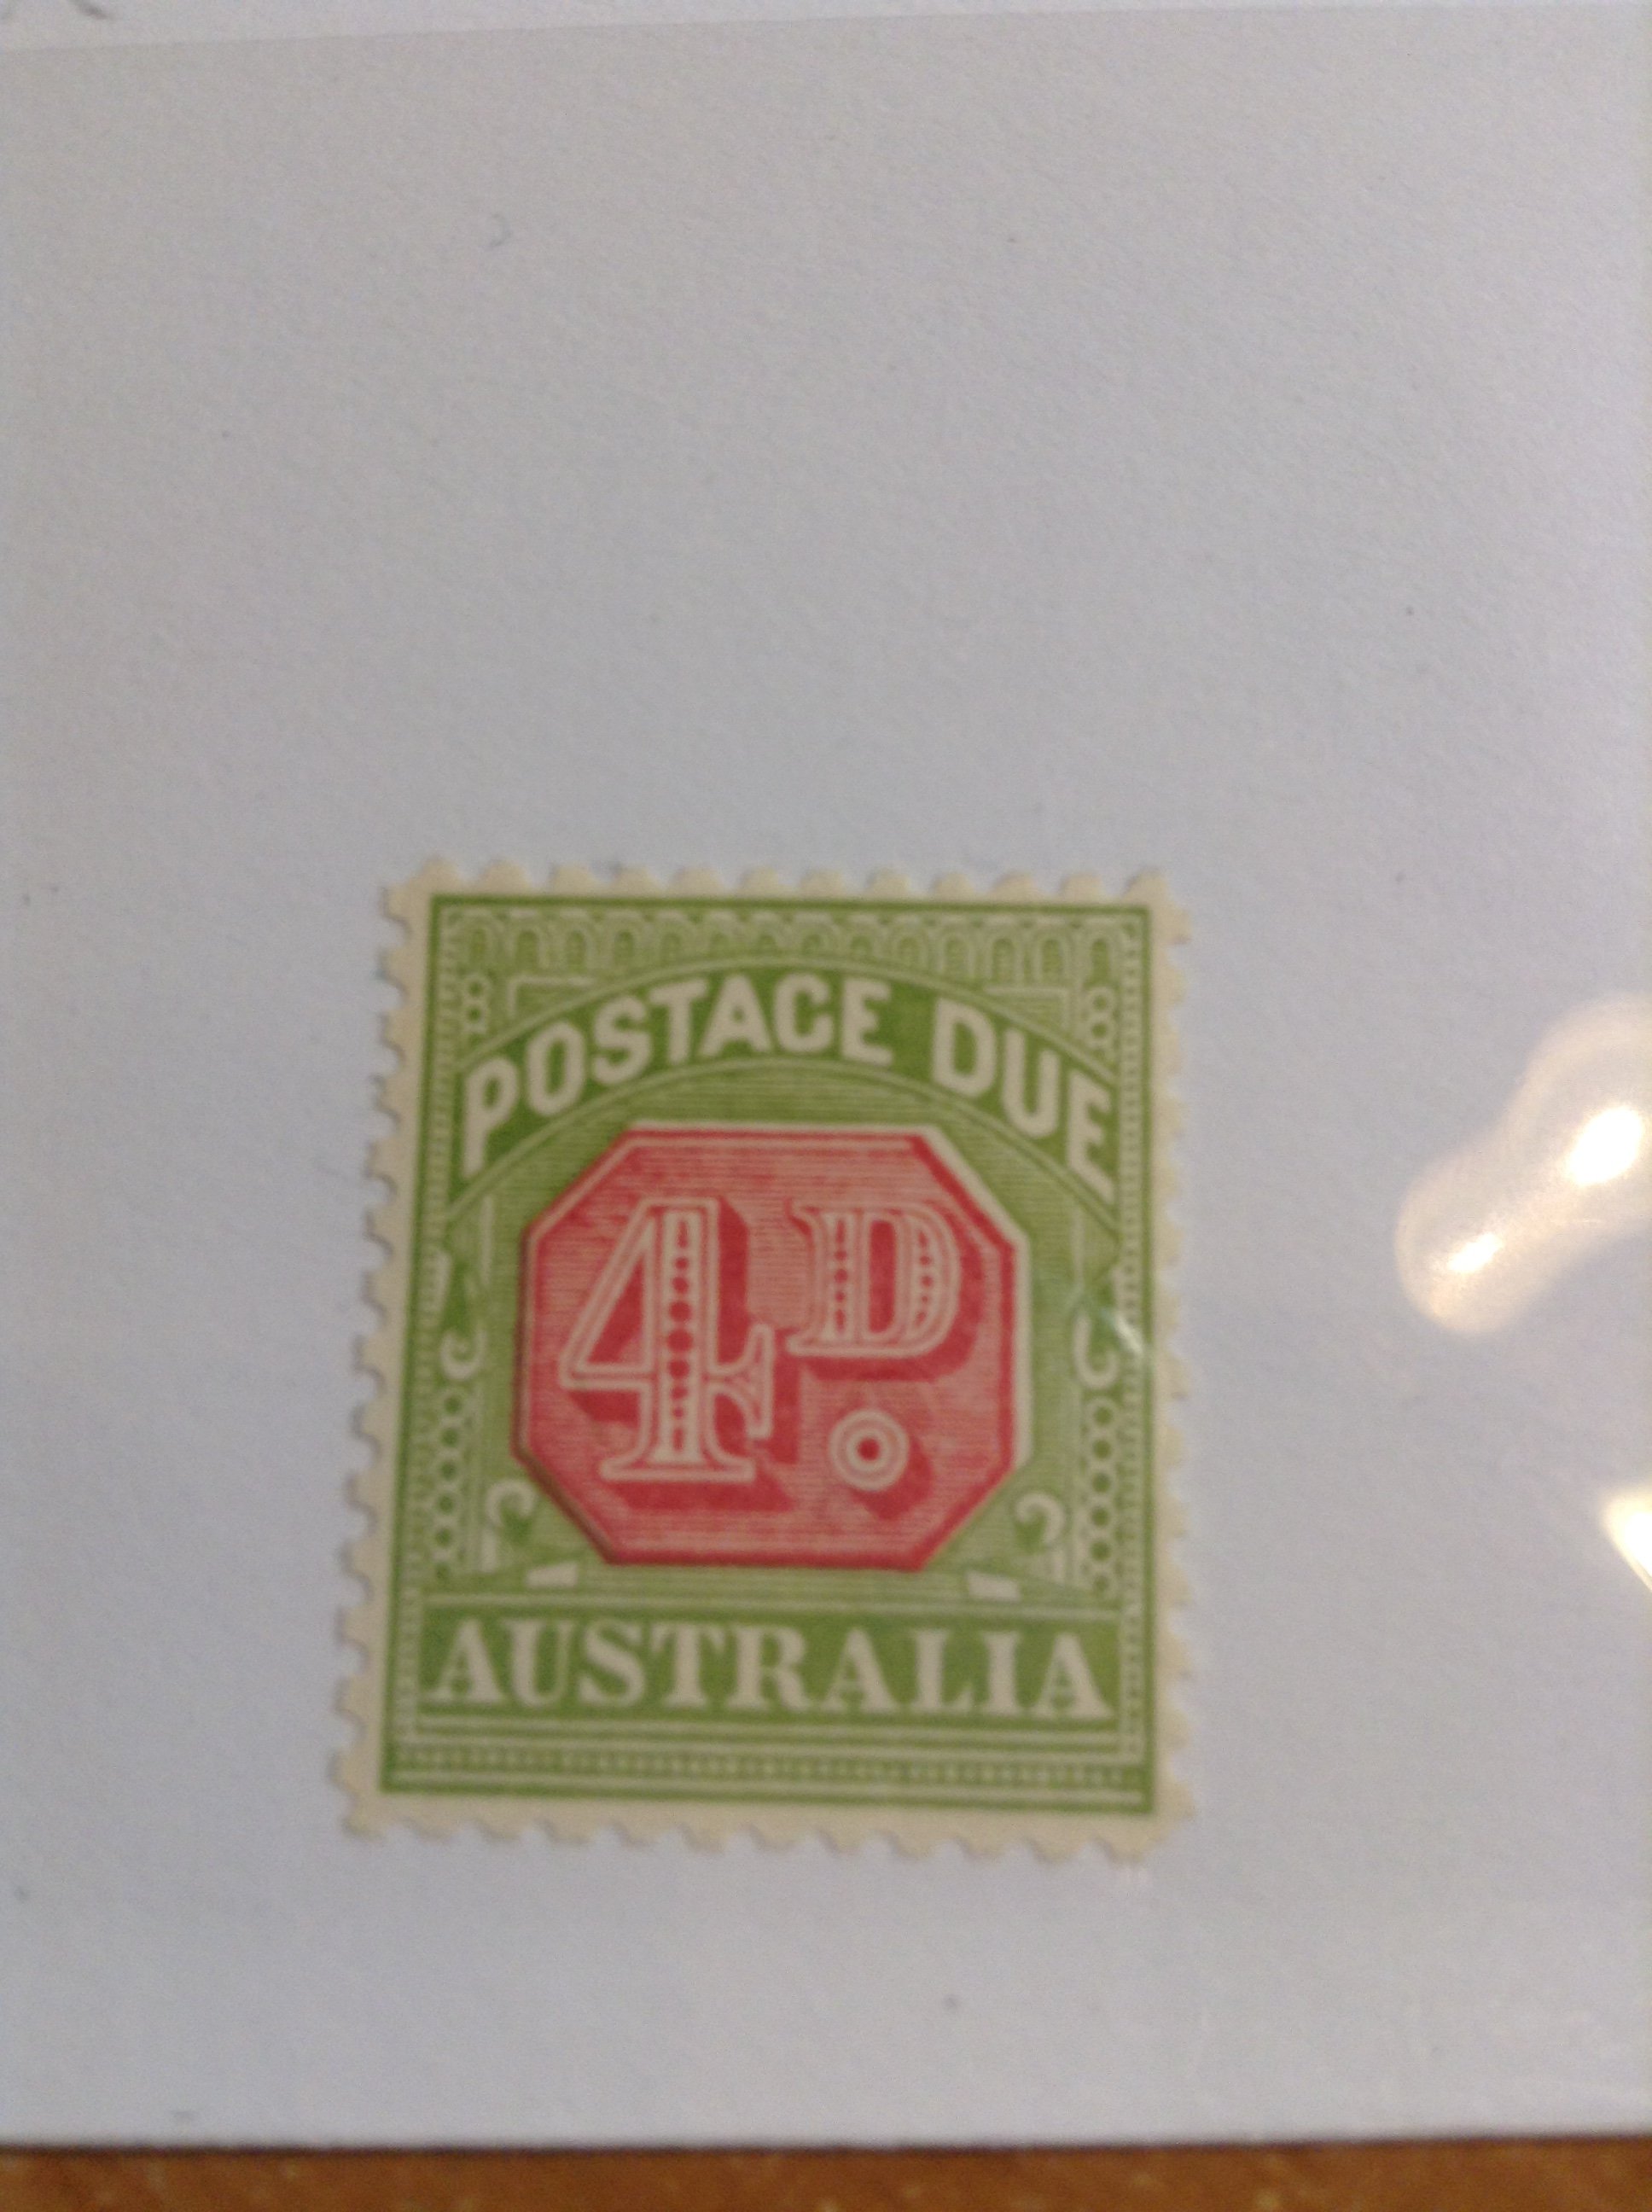 POSTAGE DUE
4D.
AUSTRALIA